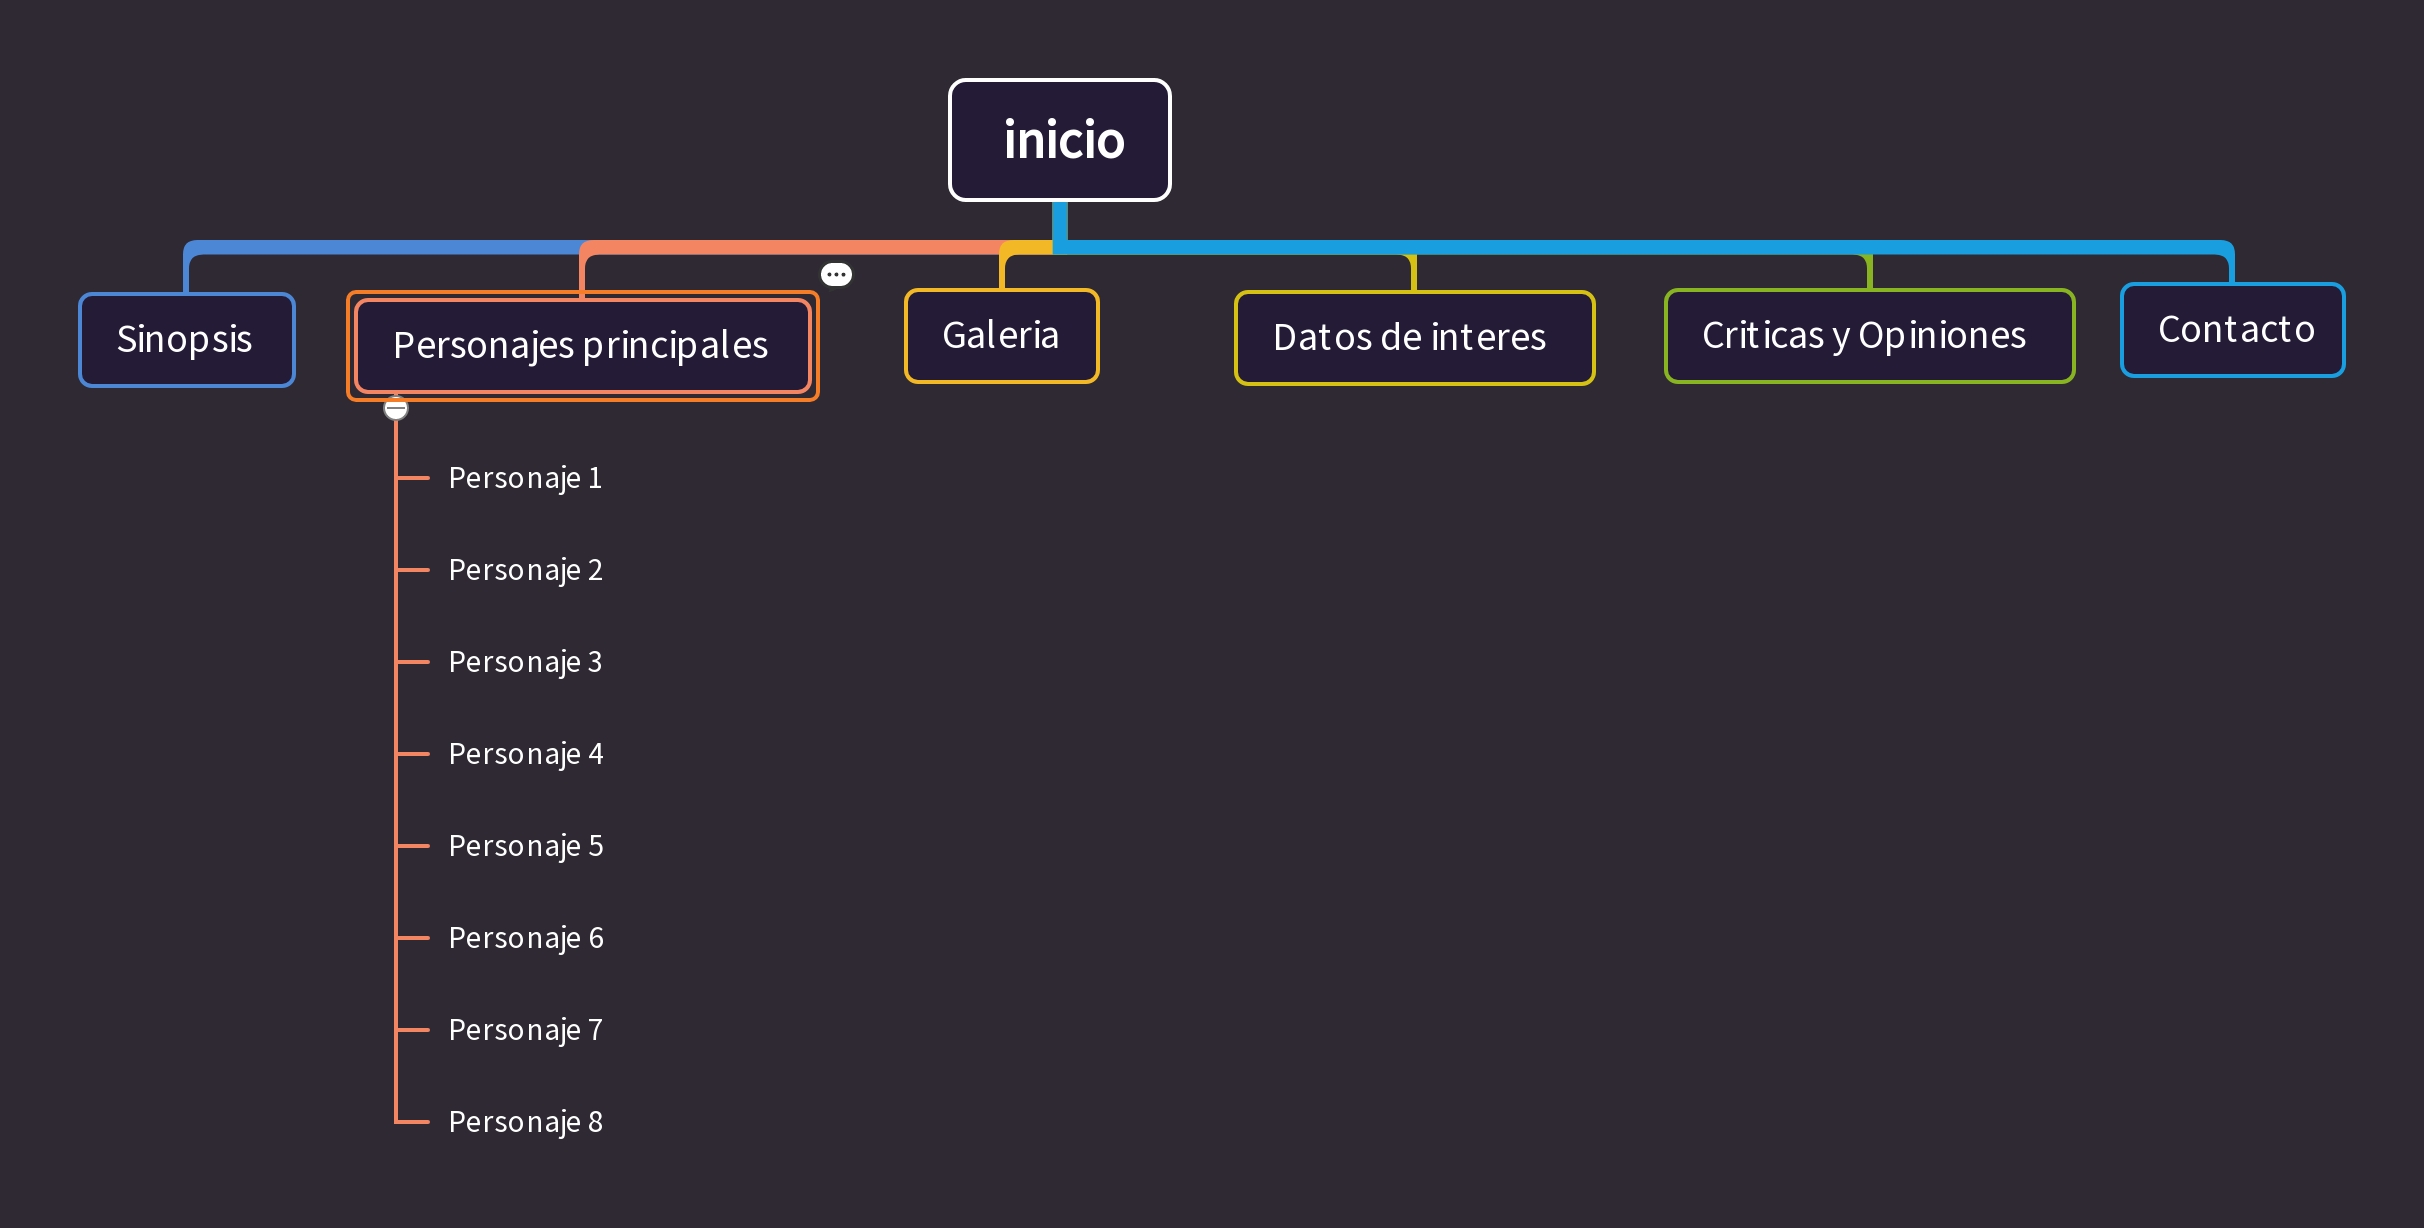 inicio
Sinopsis
Personajes principales
Galeria
Datos de interes
Criticas y Opiniones
Contacto
Personaje 1
Personaje 2
Personaje 3
Personaje 4
Personaje 5
Personaje 6
Personaje 7
Personaje 8